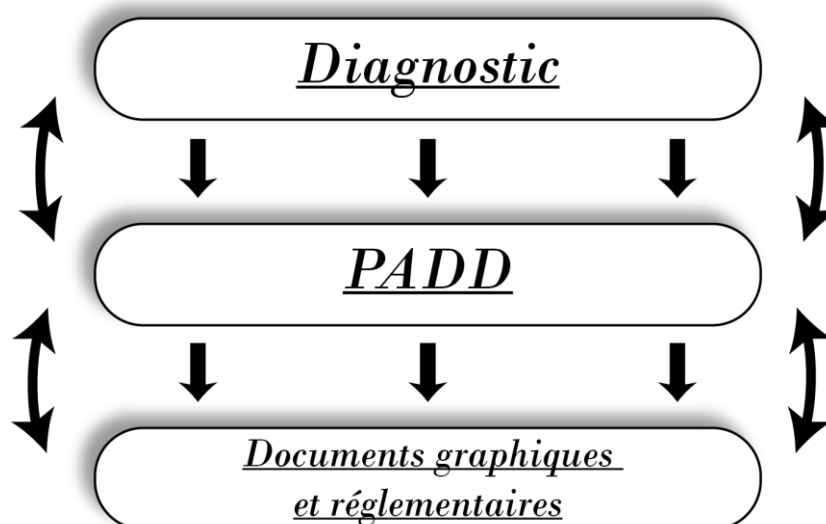 Diagnostic
PADD
Documents graphiques
et réglementaires